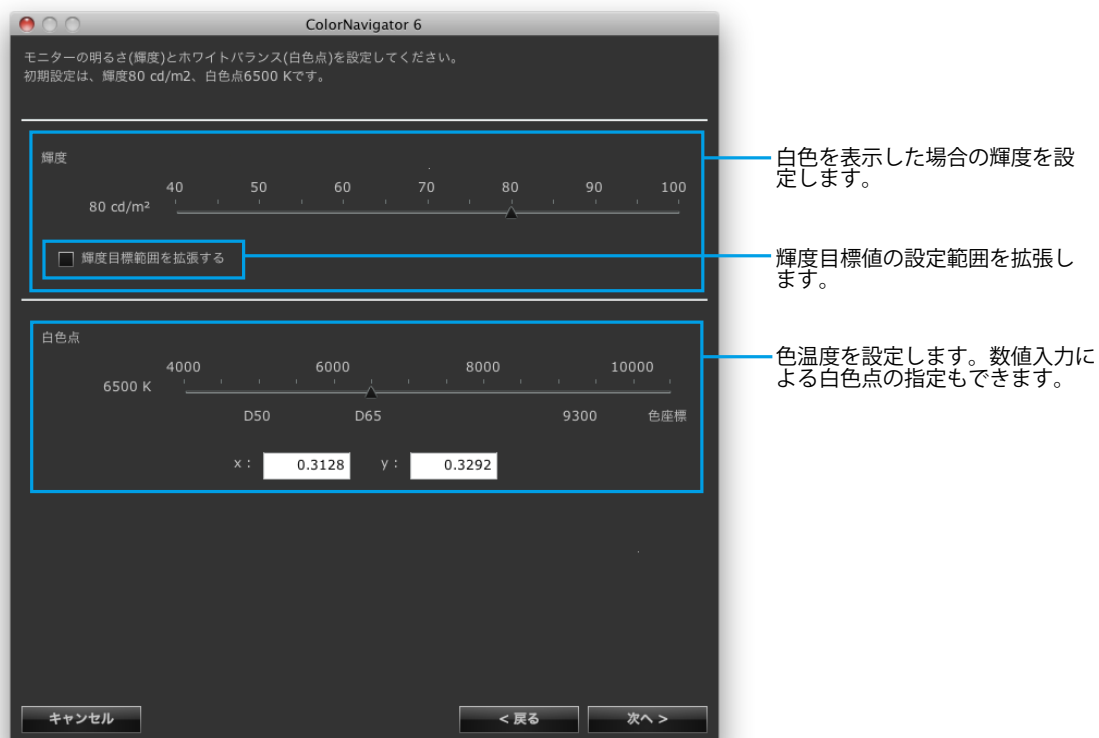 ColorNavigator 6
モニターの明るさ(輝度)とホワイトバランス(白色点)を設定してください。
初期設定は、輝度80 cd/m2、白色点6500 Kです。
輝度
40 50 60 70 80 90 100
80 cd/m²
輝度目標範囲を拡張する
白色点
4000 6000 8000 10000
6500 K
D50 D65 9300 色座標
x： 0.3128 y： 0.3292
キャンセル < 戻る 次へ >
白色を表示した場合の輝度を設
定します。
輝度目標値の設定範囲を拡張し
ます。
色温度を設定します。数値入力に
よる白色点の指定もできます。